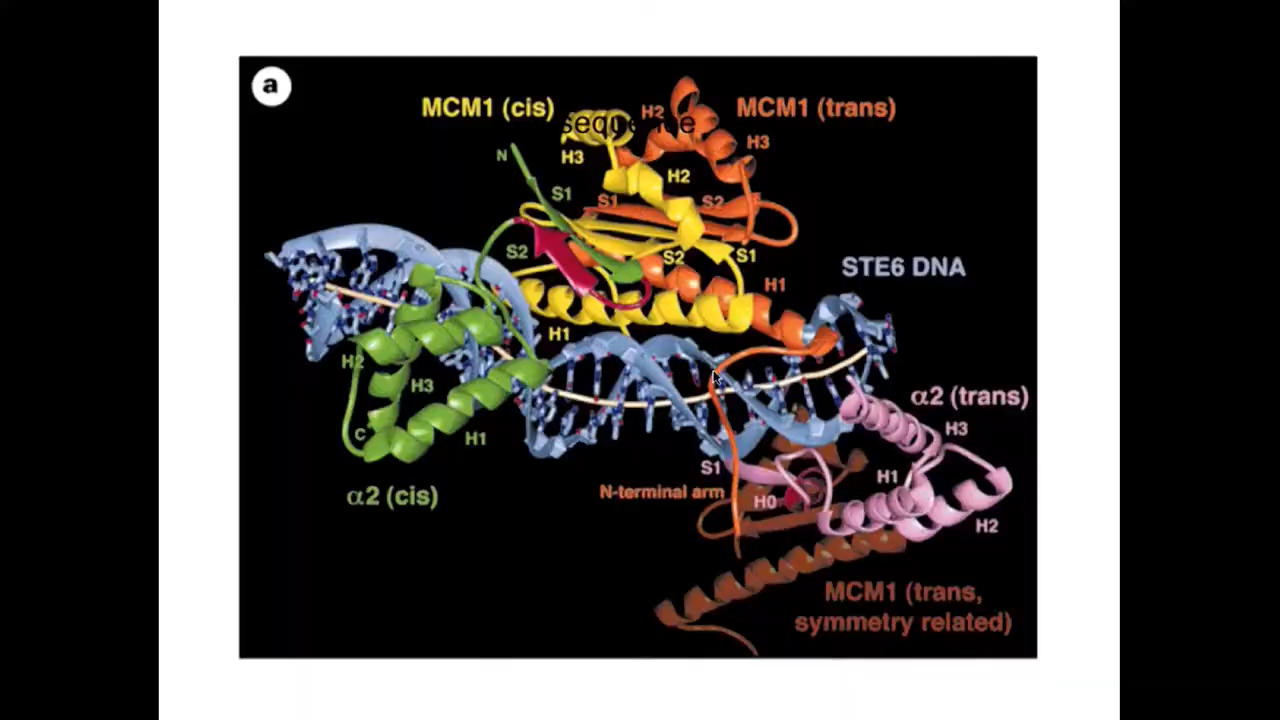 a
MCM1 (cis)
H2
MCM1 (trans)
sequence
H3
H3
N
H2
S1
S1
S2
S2
S2
S1
STE6 DNA
H1
H1
H2
H3
α2 (trans)
C
H1
H3
S1
H1
α2 (cis)
N-terminal arm
H0
H2
MCM1 (trans,
symmetry related)